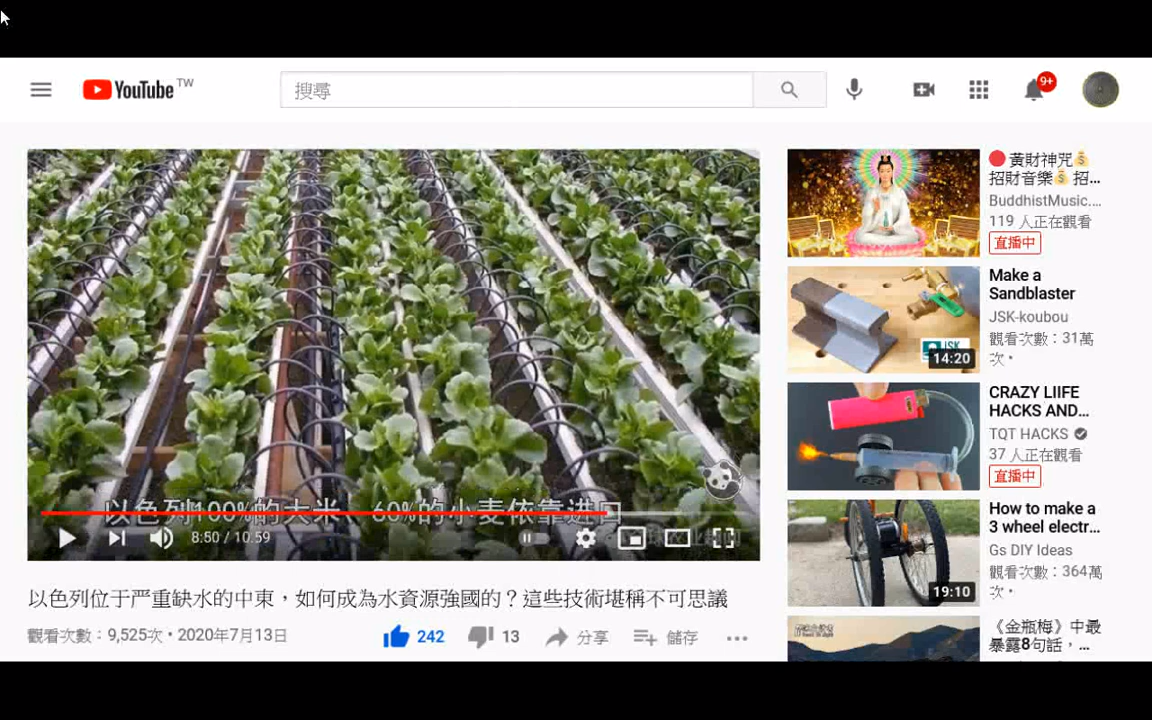 YouTube TW
搜尋
9+
以色列100%的大米 60%的小麦依靠进口
8:50 / 10:59
以色列位于严重缺水的中東，如何成為水資源強國的？這些技術堪稱不可思議
觀看次數：9,525次 • 2020年7月13日
242
13
分享
儲存
黃財神咒
招財音樂 招...
BuddhistMusic....
119 人正在觀看
直播中
Make a
Sandblaster
JSK-koubou
觀看次數：31萬
次 •
JSK
14:20
CRAZY LIIFE
HACKS AND...
TQT HACKS
37 人正在觀看
直播中
How to make a
3 wheel electr...
Gs DIY Ideas
觀看次數：364萬
次 •
19:10
《金瓶梅》中最
暴露8句話，...